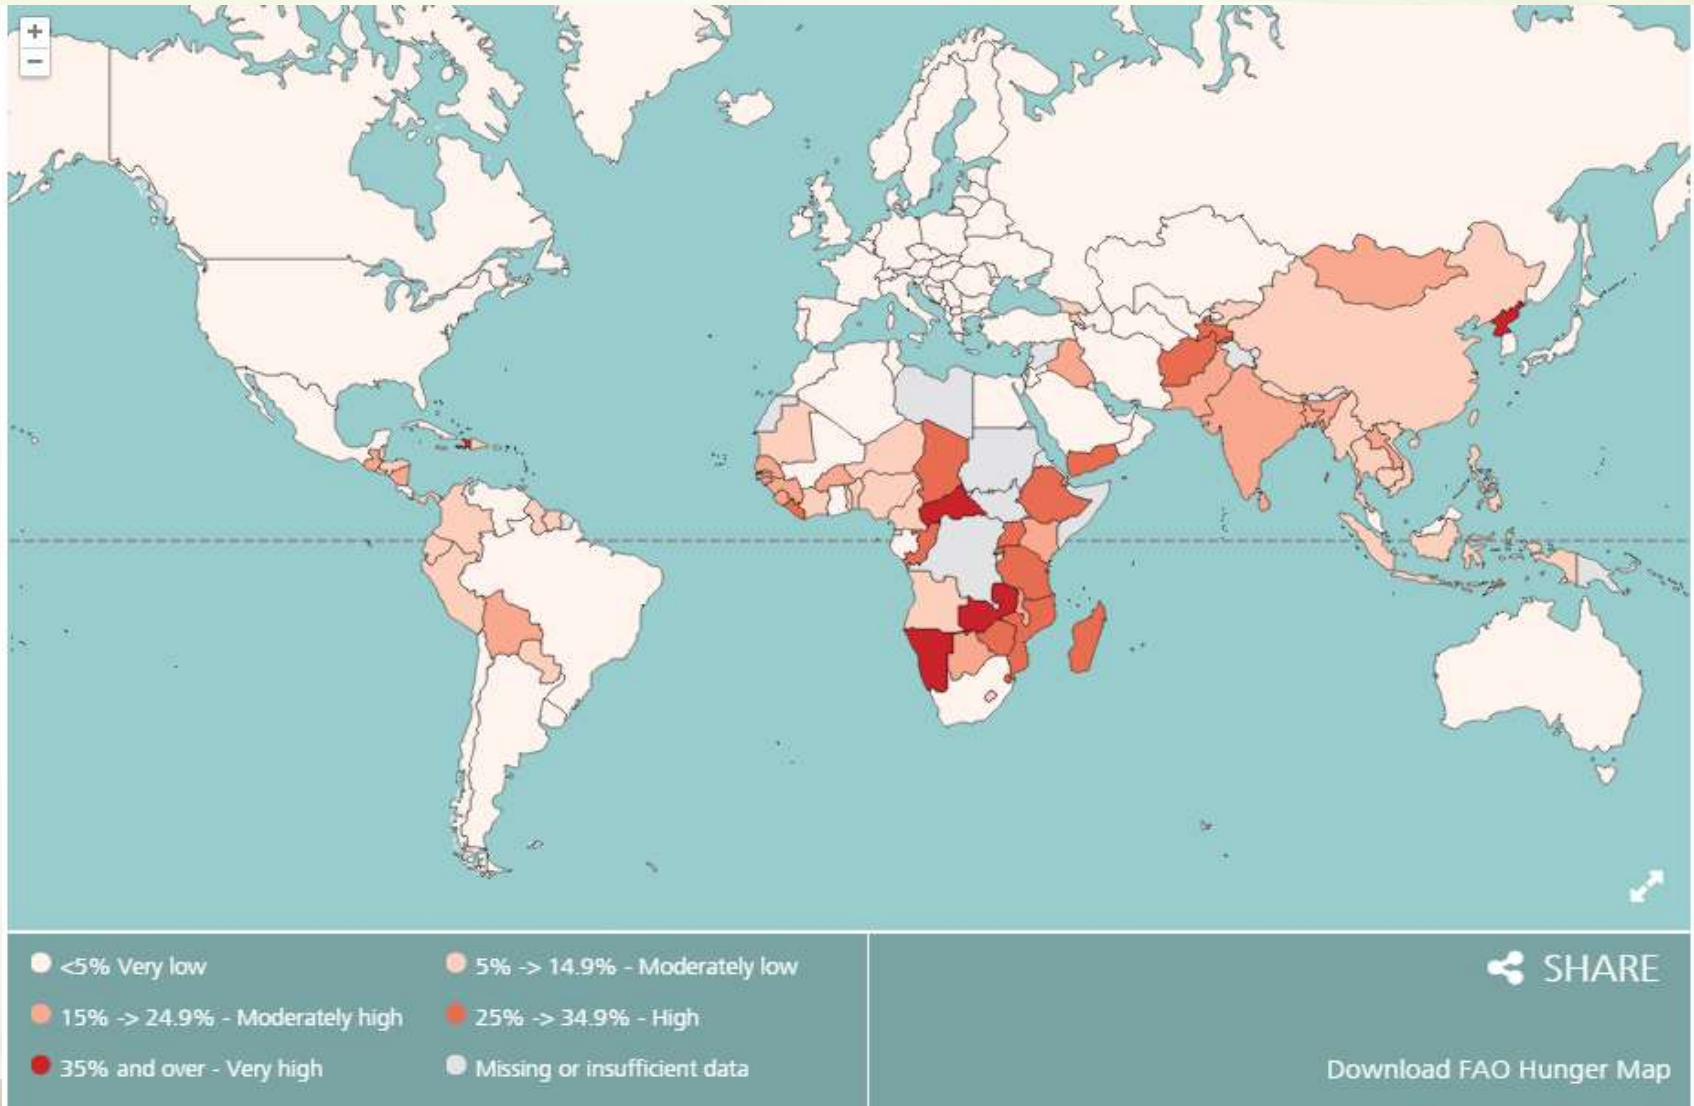 +
−
<5% Very low
5% -> 14.9% - Moderately low
15% -> 24.9% - Moderately high
25% -> 34.9% - High
35% and over - Very high
Missing or insufficient data
SHARE
Download FAO Hunger Map